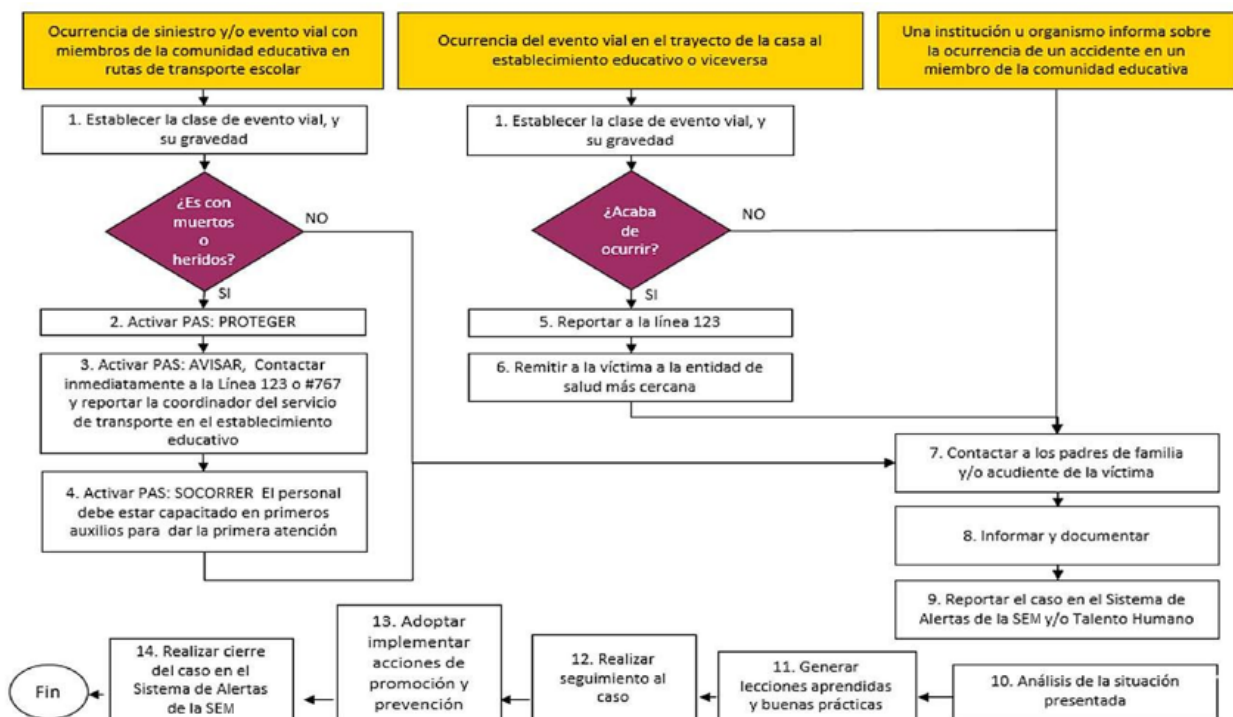 Ocurrencia de siniestro y/o evento vial con
miembros de la comunidad educativa en
rutas de transporte escolar
Ocurrencia del evento vial en el trayecto de la casa al
establecimiento educativo o viceversa
Una institución u organismo informa sobre
la ocurrencia de un accidente en un
miembro de la comunidad educativa
1. Establecer la clase de evento vial, y
su gravedad
1. Establecer la clase de evento vial, y
su gravedad
¿Es con
muertos
o
heridos?
NO
SI
¿Acaba
de
ocurrir?
NO
SI
2. Activar PAS: PROTEGER
3. Activar PAS: AVISAR, Contactar
inmediatamente a la Línea 123 o #767
y reportar la coordinador del servicio
de transporte en el establecimiento
educativo
4. Activar PAS: SOCORRER El personal
debe estar capacitado en primeros
auxilios para dar la primera atención
5. Reportar a la línea 123
6. Remitir a la víctima a la entidad de
salud más cercana
7. Contactar a los padres de familia
y/o acudiente de la víctima
8. Informar y documentar
9. Reportar el caso en el Sistema de
Alertas de la SEM y/o Talento Humano
10. Análisis de la situación
presentada
11. Generar
lecciones aprendidas
y buenas prácticas
12. Realizar
seguimiento al
caso
13. Adoptar
implementar
acciones de
promoción y
prevención
14. Realizar cierre
del caso en el
Sistema de Alertas
de la SEM
Fin